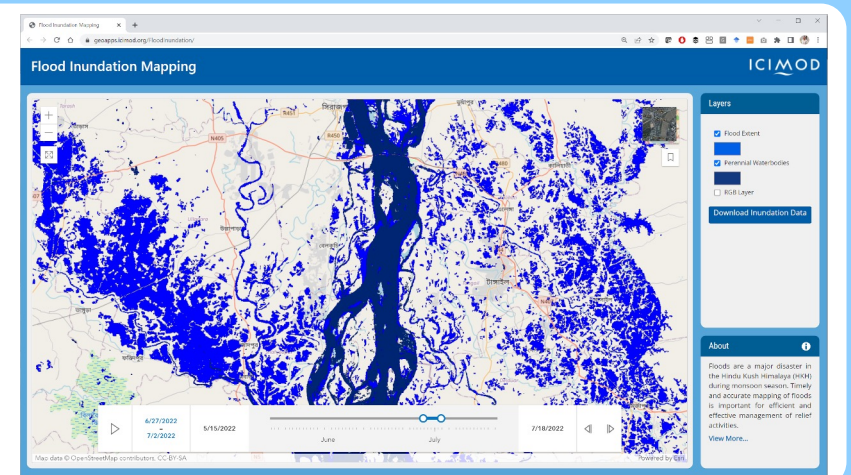 Flood Inundation Mapping
geoapps.icimod.org/FloodInundation/
Flood Inundation Mapping
ICIMOD
Layers
Flood Extent
Perennial Waterbodies
RGB Layer
Download Inundation Data
N405
N451
R450
সিরাজগ
টাঙ্গাইল
About
Floods are a major disaster in
the Hindu Kush Himalaya (HKH)
during monsoon season. Timely
and accurate mapping of floods
is important for efficient and
effective management of relief
activities.
View More...
6/27/2022
–
7/2/2022
5/15/2022
June
July
7/18/2022
Map data © OpenStreetMap contributors, CC-BY-SA
Powered by Esri